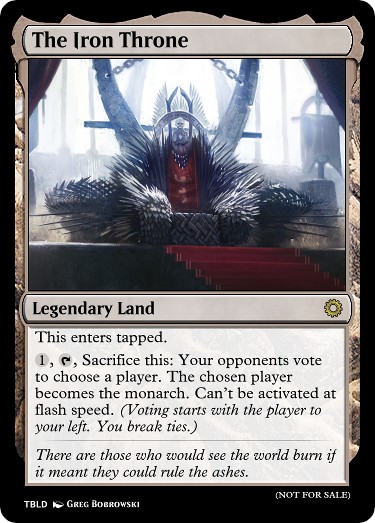 The Iron Throne
Legendary Land
This enters tapped.
1, T, Sacrifice this: Your opponents vote
to choose a player. The chosen player
becomes the monarch. Can't be activated at
flash speed. (Voting starts with the player to
your left. You break ties.)
There are those who would see the world burn if
it meant they could rule the ashes.
TBLD Greg Bobrowski
(NOT FOR SALE)